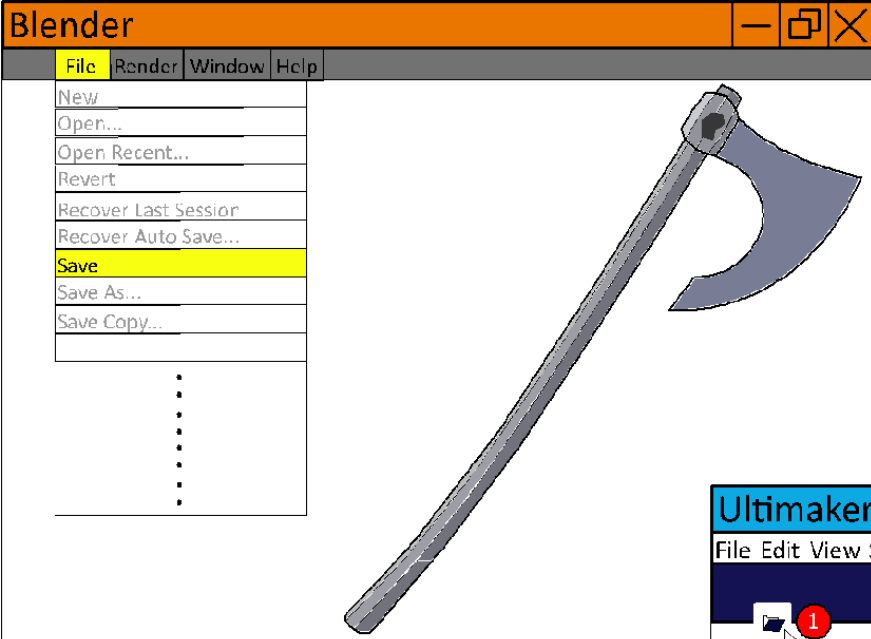 Blender
File Render Window Help
New
Open...
Open Recent...
Revert
Recover Last Session
Recover Auto Save...
Save
Save As...
Save Copy...
Ultimaker
File Edit View
1